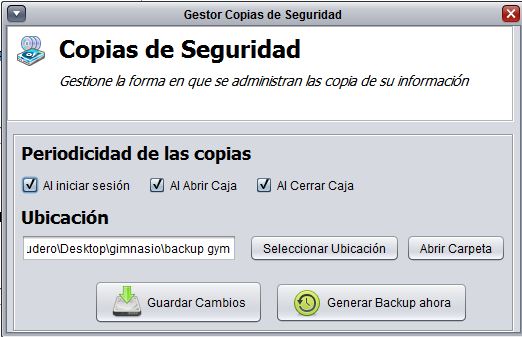 Gestor Copias de Seguridad
Copias de Seguridad
Gestione la forma en que se administran las copia de su información
Periodicidad de las copias
Al iniciar sesión Al Abrir Caja Al Cerrar Caja
Ubicación
udero\Desktop\gimnasio\backup gym Seleccionar Ubicación Abrir Carpeta
Guardar Cambios Generar Backup ahora